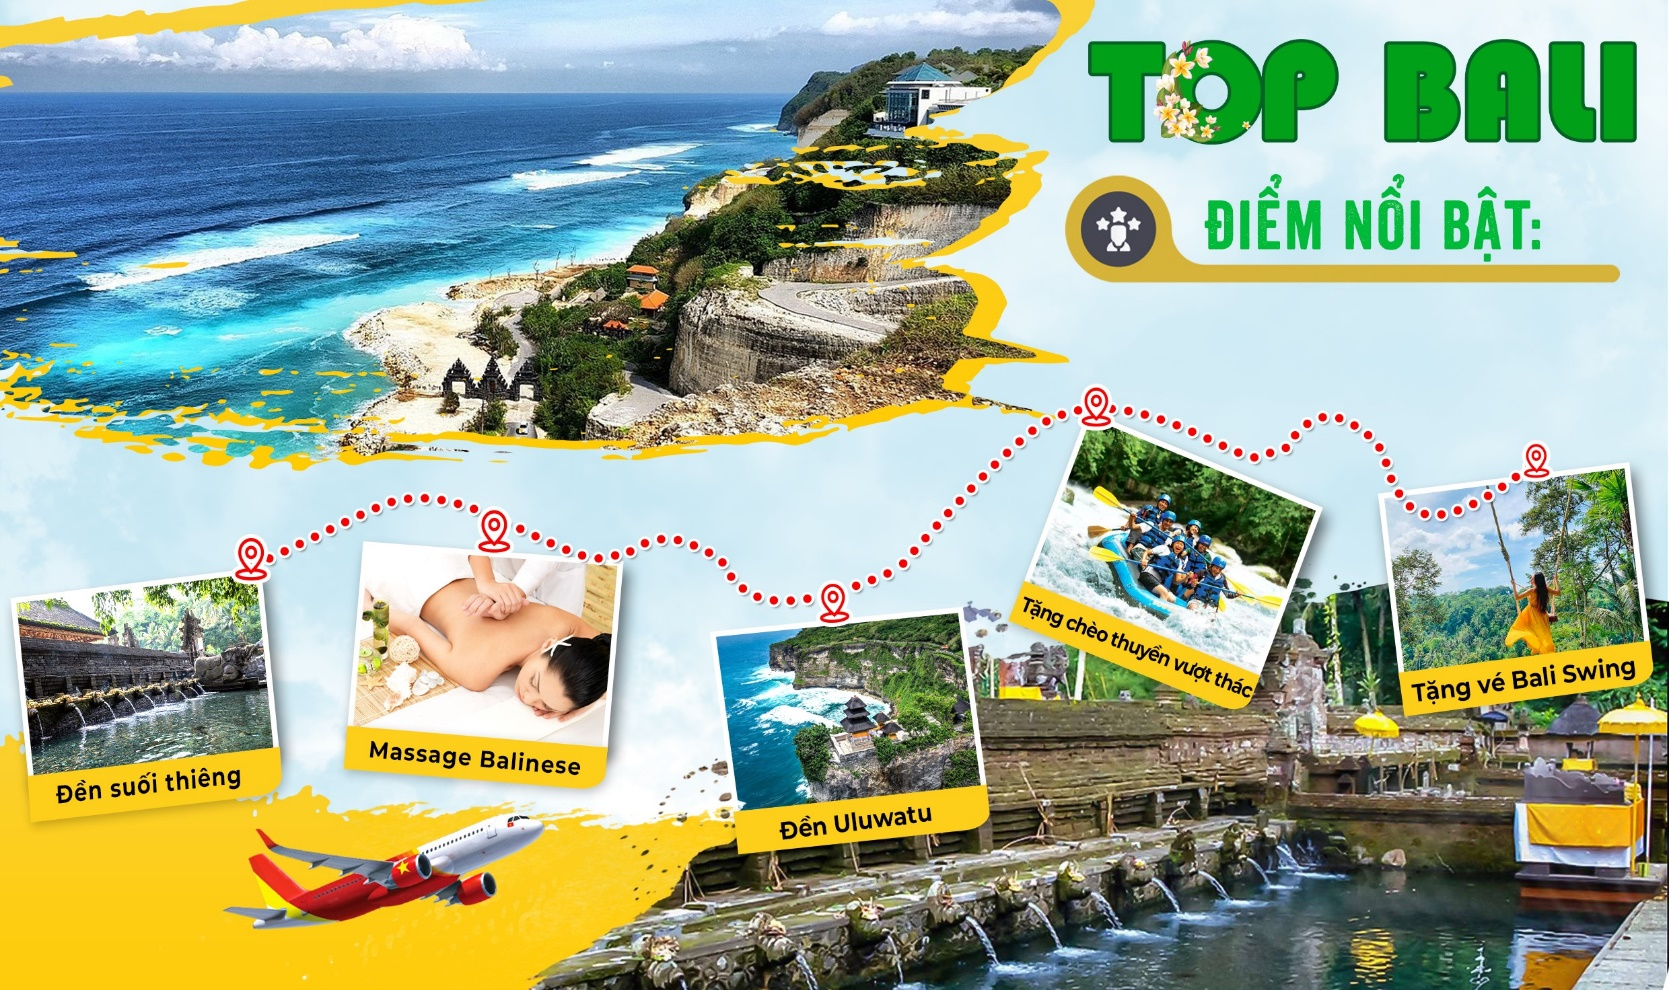 TOP BALI
ĐIỂM NỔI BẬT:
Đền suối thiêng
Massage Balinese
Đền Uluwatu
Tặng chèo thuyền vượt thác
Tặng vé Bali Swing